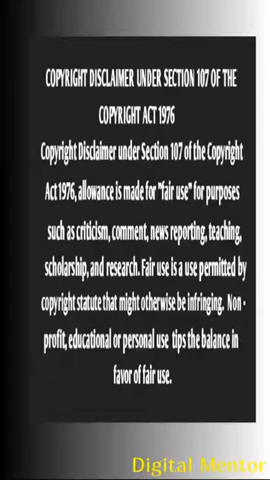 COPYRIGHT DISCLAIMER UNDER SECTION 107 OF THE
COPYRIGHT ACT 1976
Copyright Disclaimer under Section 107 of the Copyright
Act 1976, allowance is made for "fair use" for purposes
such as criticism, comment, news reporting, teaching,
scholarship, and research. Fair use is a use permitted by
copyright statute that might otherwise be infringing. Non -
profit, educational or personal use tips the balance in
favor of fair use.
Digital Mentor